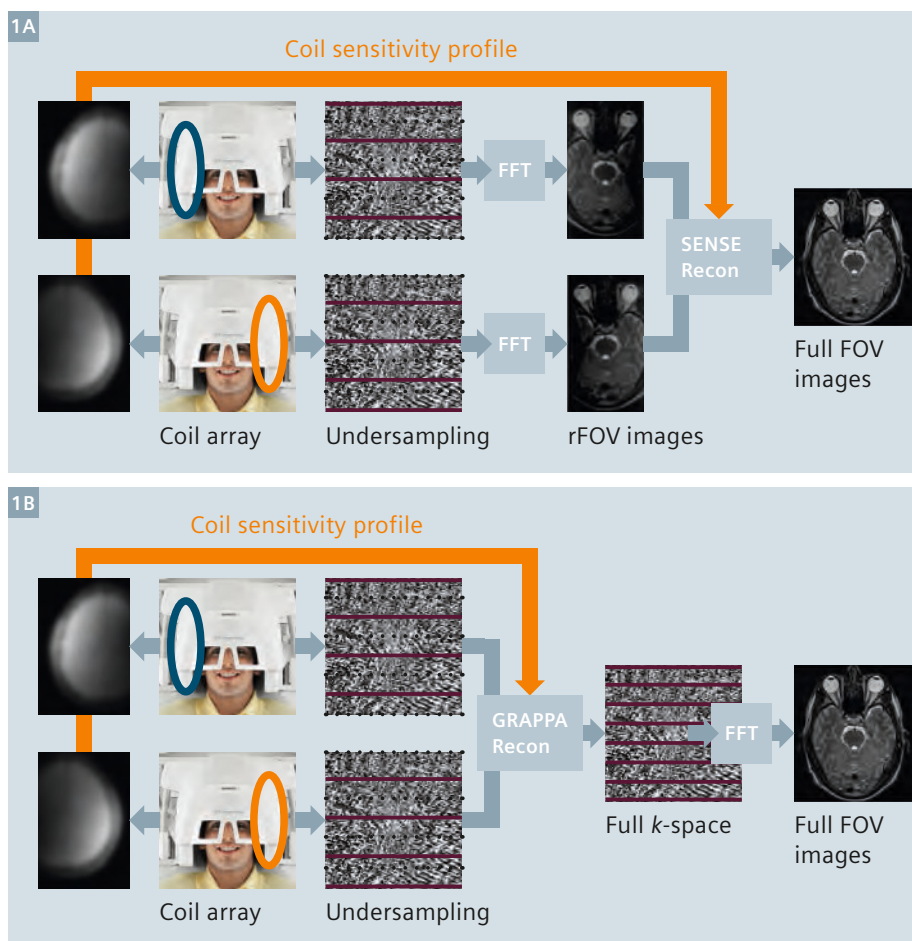 1A
Coil sensitivity profile
FFT
SENSE
Recon
FFT
Full FOV
images
Coil array
Undersampling
rFOV images
1B
Coil sensitivity profile
GRAPPA
Recon
FFT
Full k-space
Full FOV
images
Coil array
Undersampling